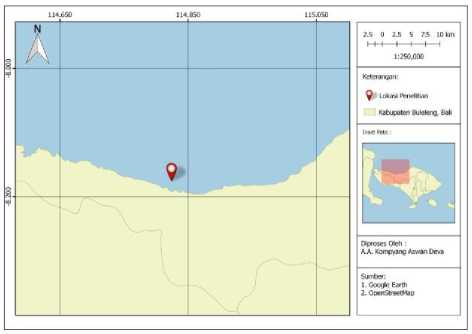 114.650 114.850 115.050
N
-8.000
-8.200
2.5 0 2.5 5 7.5 10 km
1:250,000
Keterangan:
Lokasi Penelitian
Kabupaten Buleleng, Bali
Inset Peta :
Diproses Oleh :
A.A. Kompyang Aswan Deva
Sumber:
1. Google Earth
2. OpenStreetMap